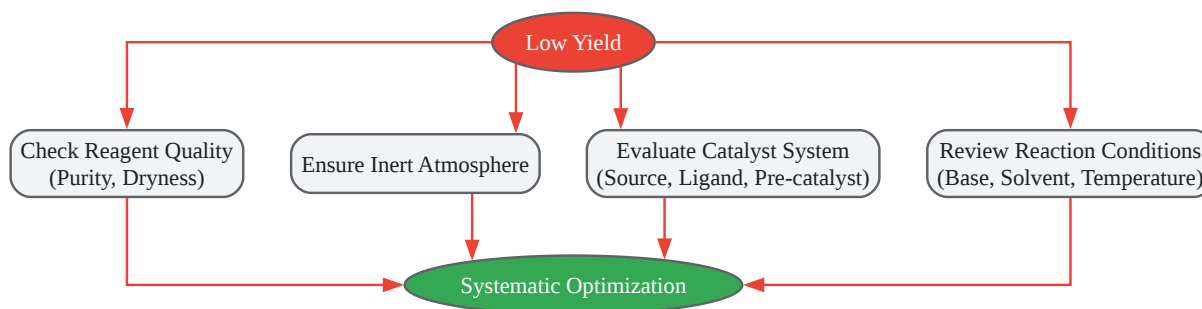 Low Yield
Check Reagent Quality
(Purity, Dryness)
Ensure Inert Atmosphere
Evaluate Catalyst System
(Source, Ligand, Pre-catalyst)
Review Reaction Conditions
(Base, Solvent, Temperature)
Systematic Optimization